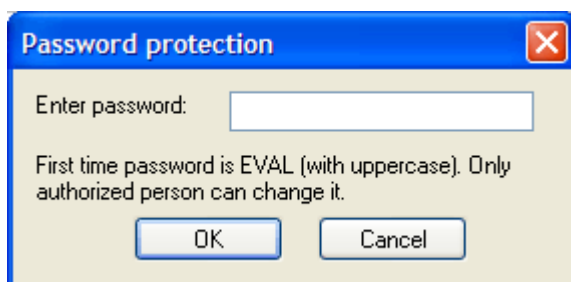 Password protection
Enter password:
First time password is EVAL (with uppercase). Only
authorized person can change it.
OK Cancel